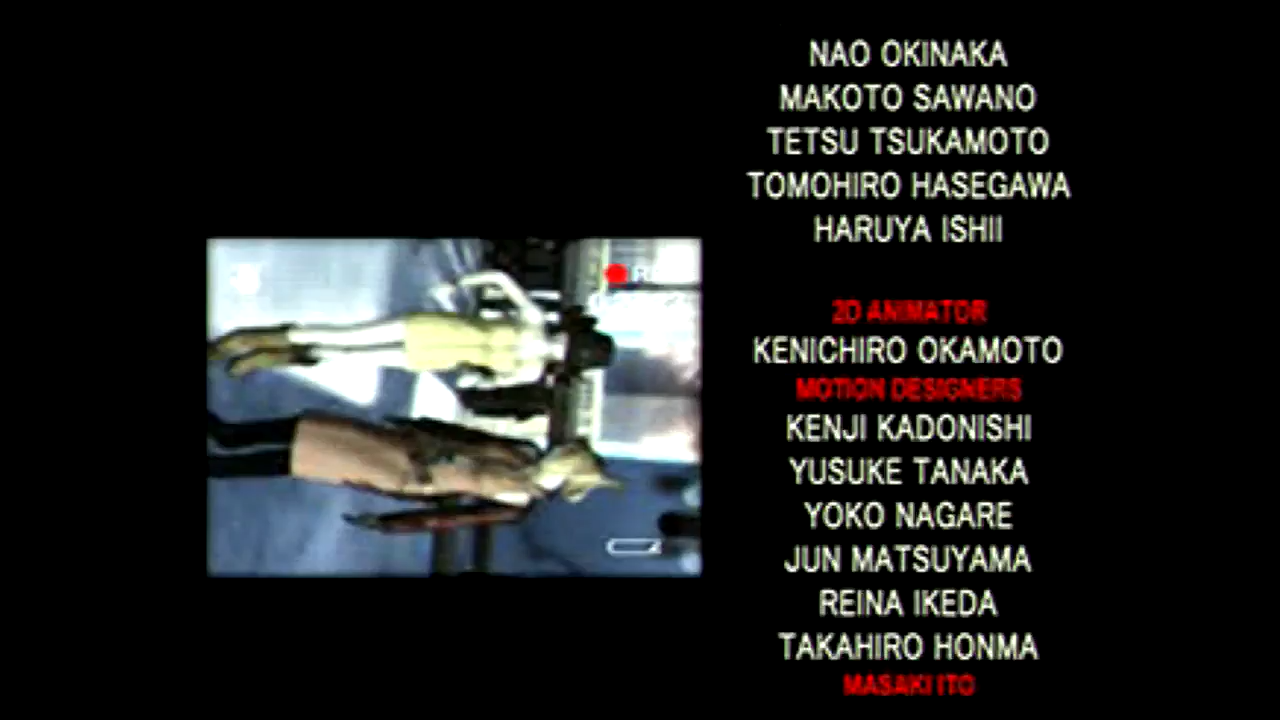 NAO OKINAKA
MAKOTO SAWANO
TETSU TSUKAMOTO
TOMOHIRO HASEGAWA
HARUYA ISHII
2D ANIMATOR
KENICHIRO OKAMOTO
MOTION DESIGNERS
KENJI KADONISHI
YUSUKE TANAKA
YOKO NAGARE
JUN MATSUYAMA
REINA IKEDA
TAKAHIRO HONMA
MASAKI ITO